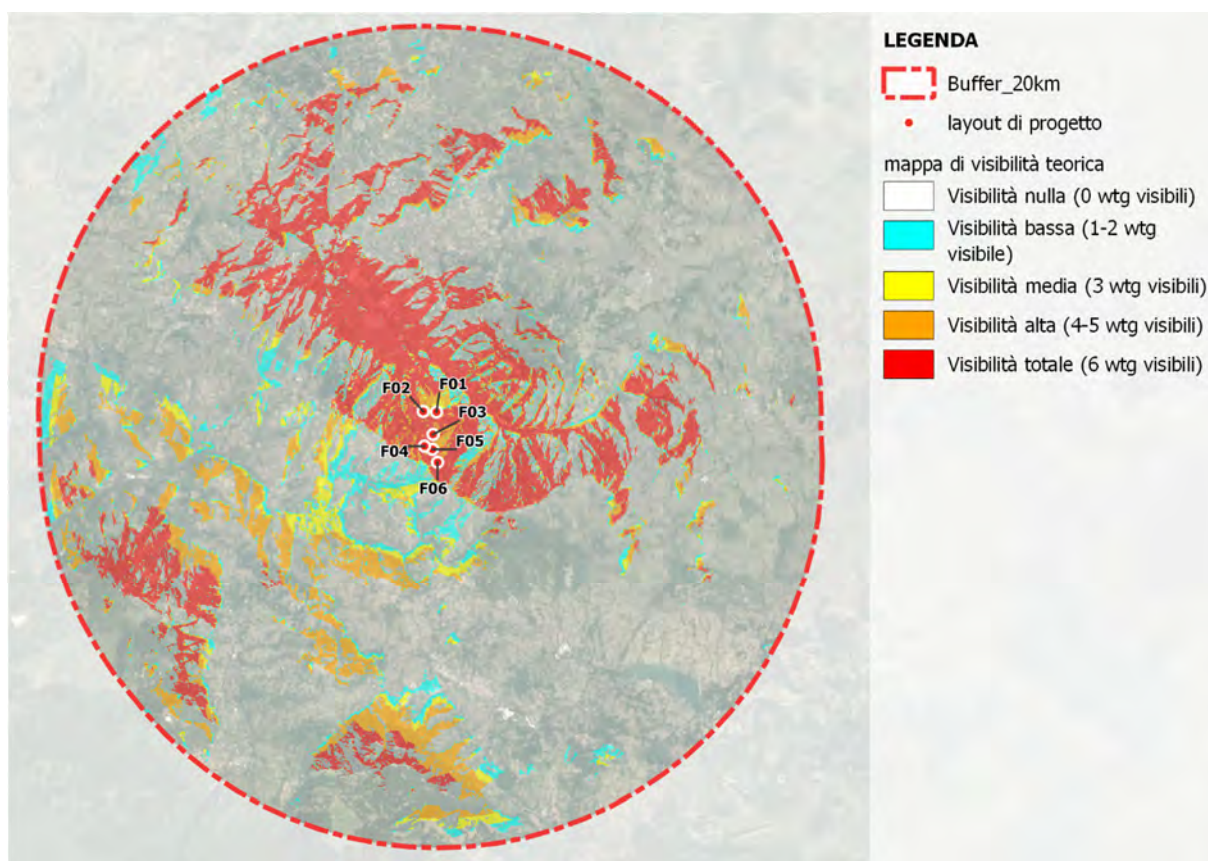 LEGENDA
Buffer_20km
layout di progetto
mappa di visibilità teorica
Visibilità nulla (0 wtg visibili)
Visibilità bassa (1-2 wtg
visibile)
Visibilità media (3 wtg visibili)
Visibilità alta (4-5 wtg visibili)
Visibilità totale (6 wtg visibili)
F02 F01
F03
F04 F05
F06